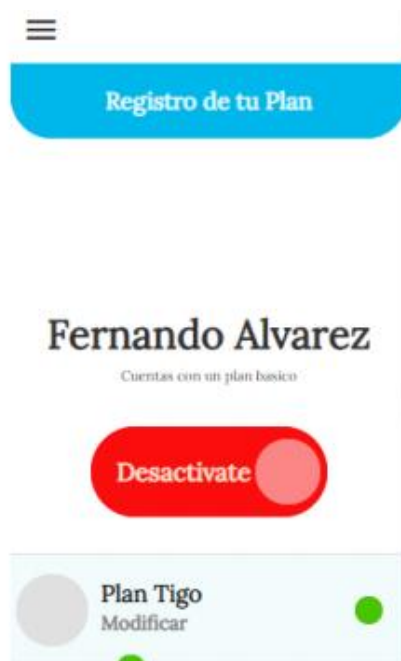 Registro de tu Plan
Fernando Alvarez
Cuentas con un plan basico
Desactivate
Plan Tigo
Modificar